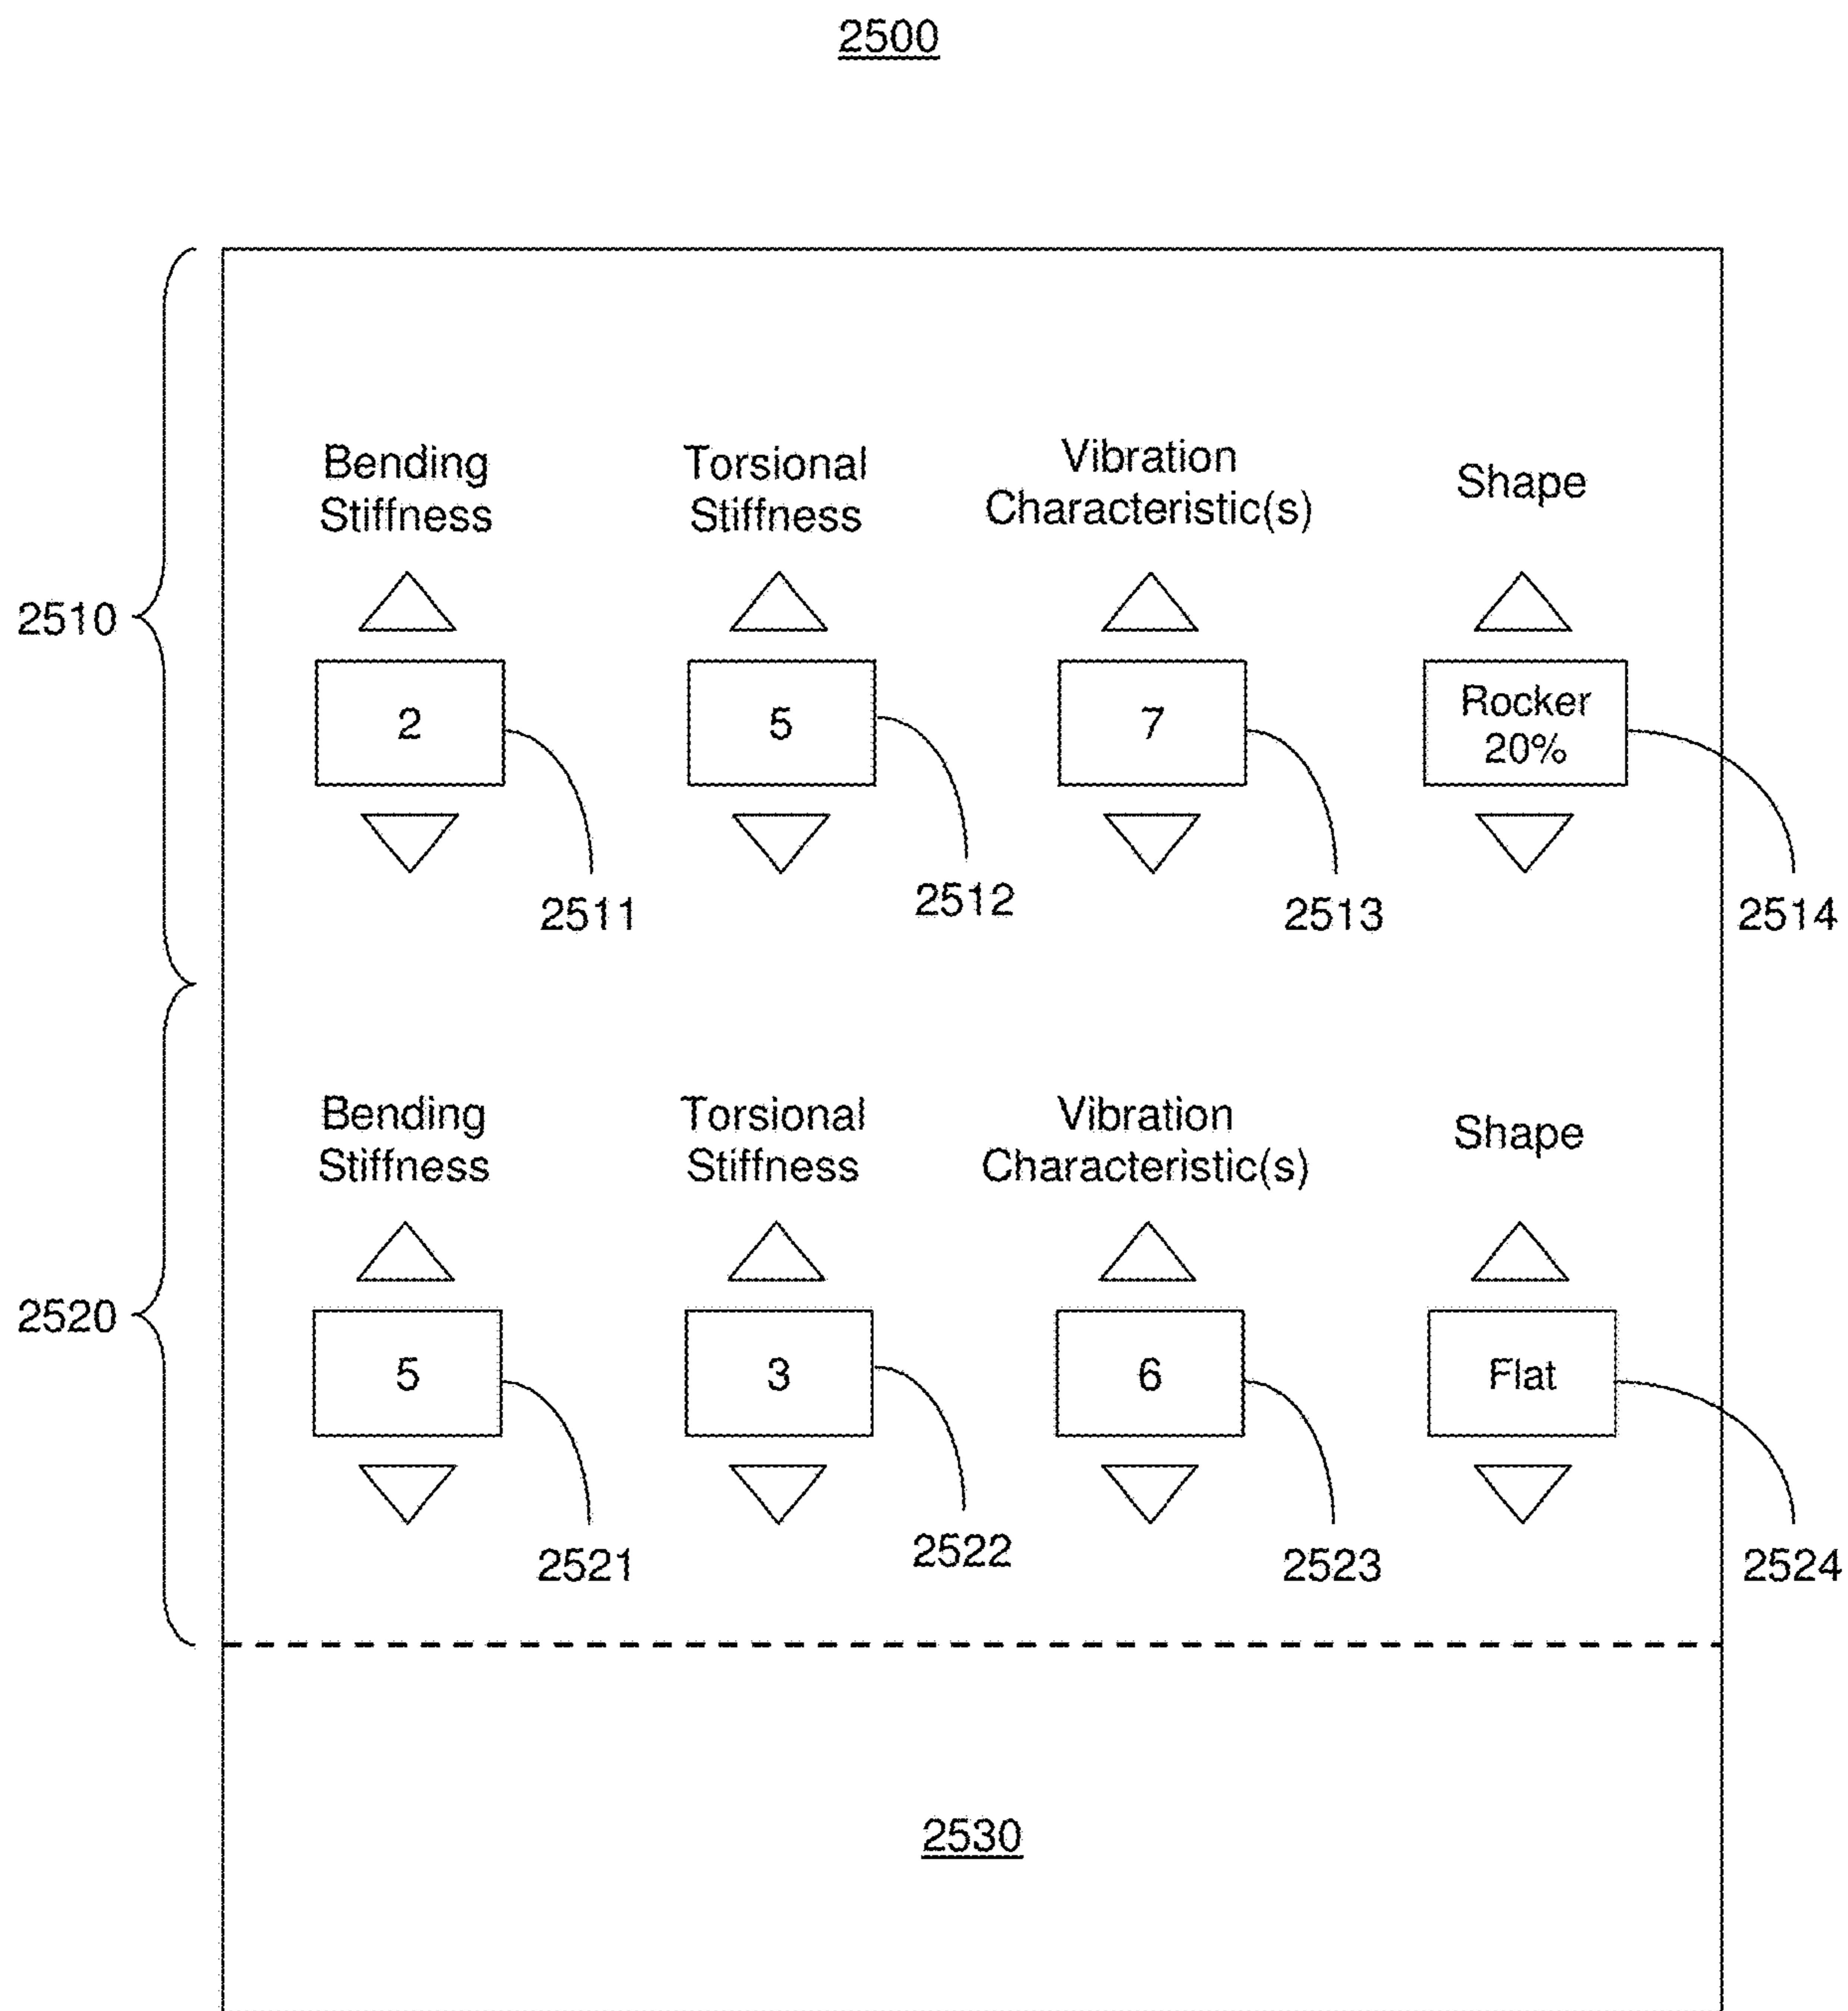 2500
Bending
Stiffness
Torsional
Stiffness
Vibration
Characteristic(s)
Shape
2510
2
5
7
Rocker
20%
2511
2512
2513
2514
Bending
Stiffness
Torsional
Stiffness
Vibration
Characteristic(s)
Shape
2520
5
3
6
Flat
2521
2522
2523
2524
2530